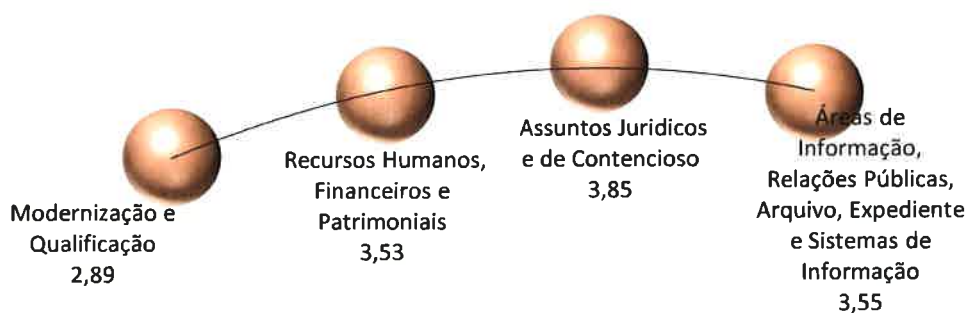 Modernização e
Qualificação
2,89
Recursos Humanos,
Financeiros e
Patrimoniais
3,53
Assuntos Juridicos
e de Contencioso
3,85
Áreas de
Informação,
Relações Públicas,
Arquivo, Expediente
e Sistemas de
Informação
3,55